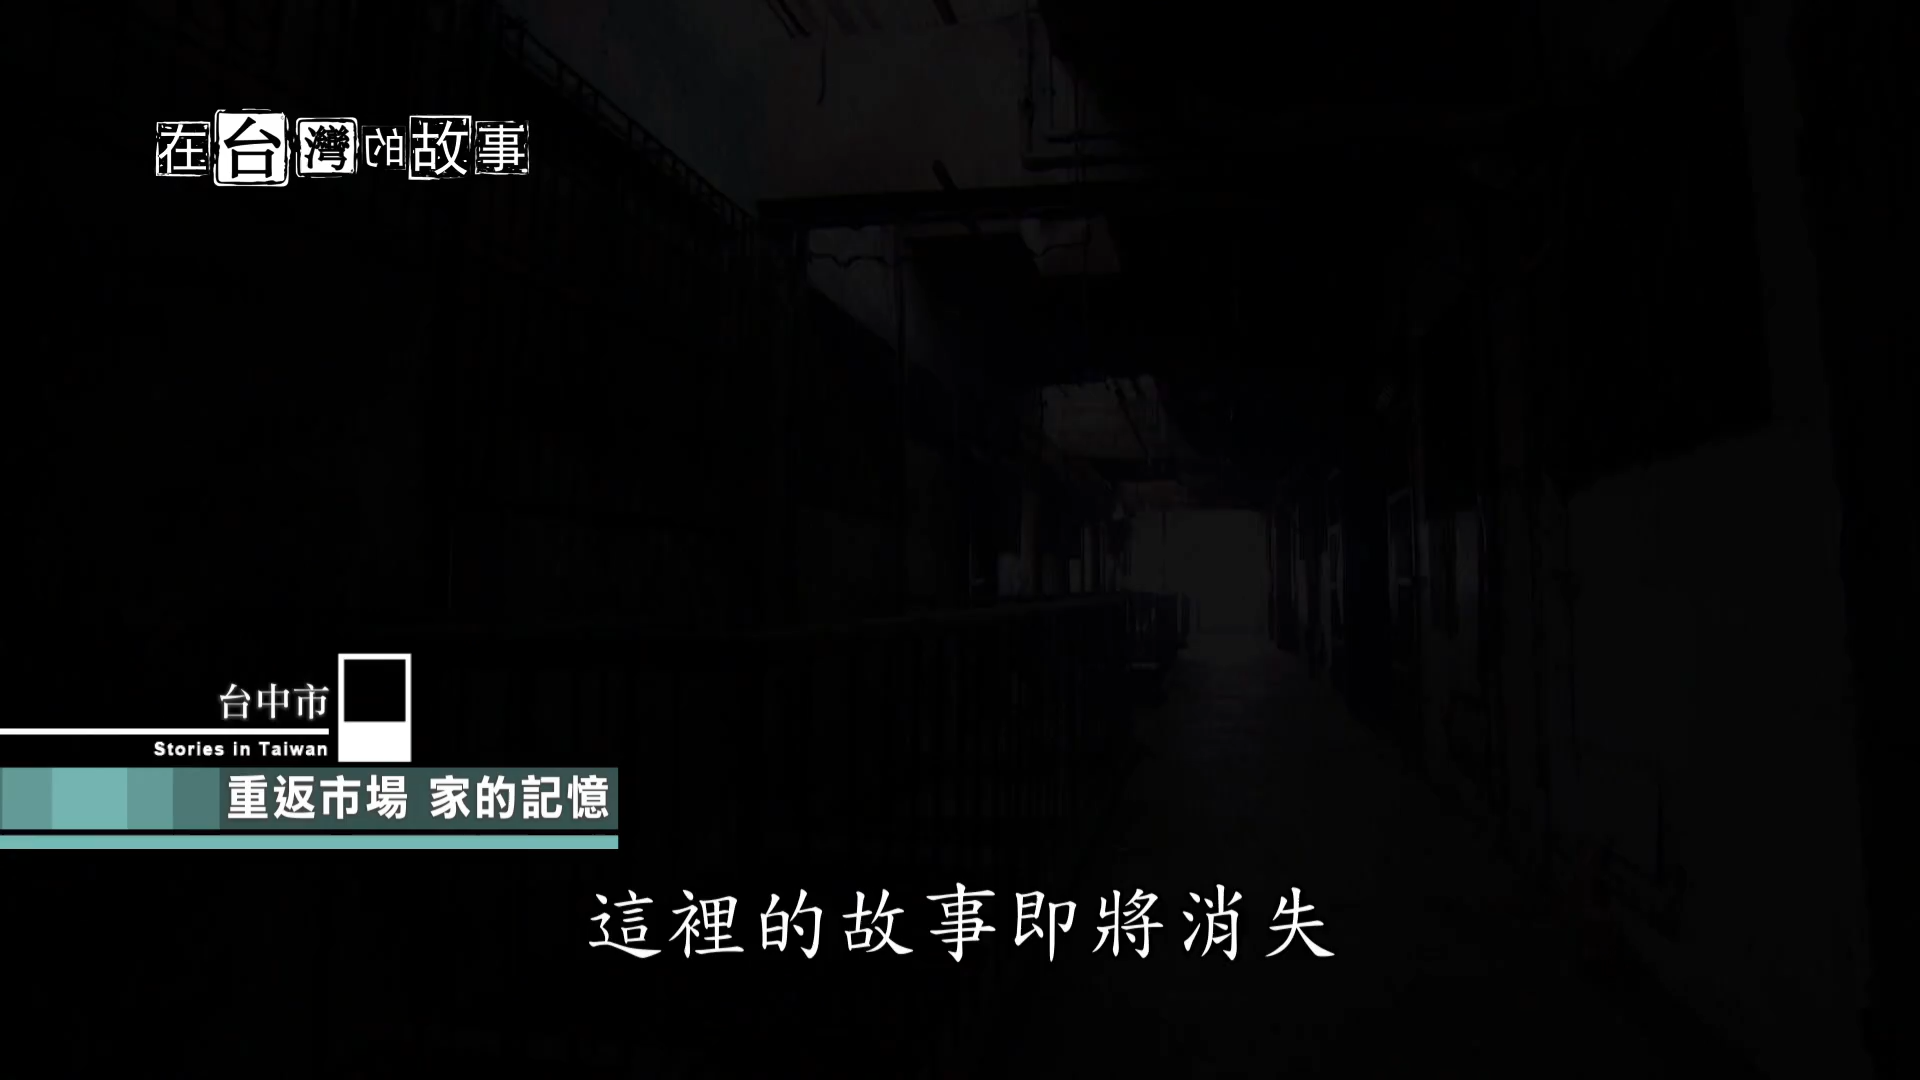 在台灣的故事
台中市
Stories in Taiwan
重返市場 家的記憶
這裡的故事即將消失